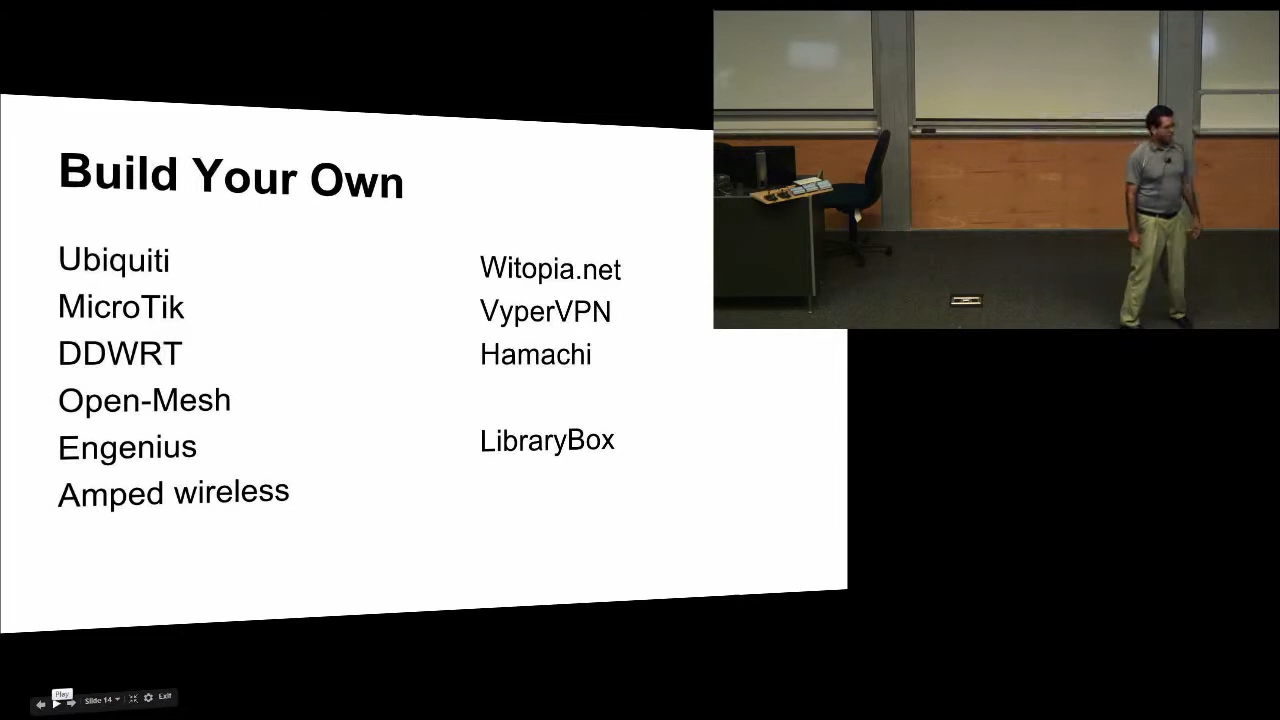 Build Your Own
Ubiquiti
MicroTik
DDWRT
Open-Mesh
Engenius
Amped wireless
Witopia.net
VyperVPN
Hamachi
LibraryBox
Play
Slide 14
Exit